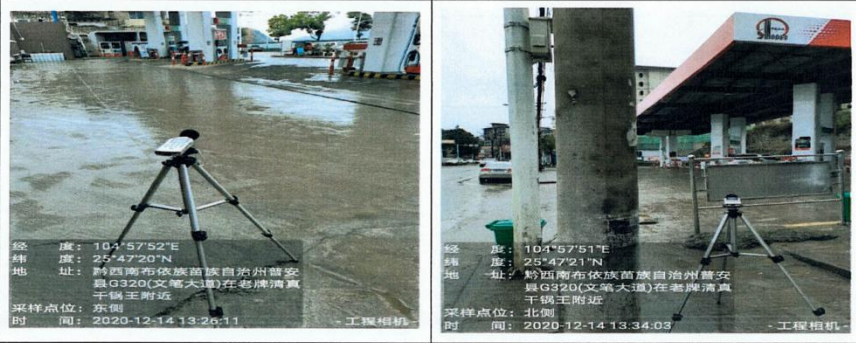 经 度: 104°57'52"E
纬 度: 25°47'20"N
地 址: 黔西南布依族苗族自治州普安
县G320(文笔大道)在老牌清真
干锅王附近
采样点位: 东侧
时 间: 2020-12-14 13:26:11
- 工程相机 -
经 度: 104°57'51"E
纬 度: 25°47'21"N
地 址: 黔西南布依族苗族自治州普安
县G320(文笔大道)在老牌清真
干锅王附近
采样点位: 北侧
时 间: 2020-12-14 13:34:03
- 工程相机 -